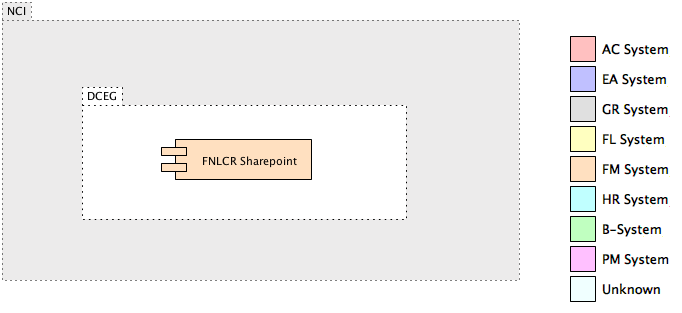 NCI
DCEG
FNLCR Sharepoint
AC System
EA System
GR System
FL System
FM System
HR System
B-System
PM System
Unknown